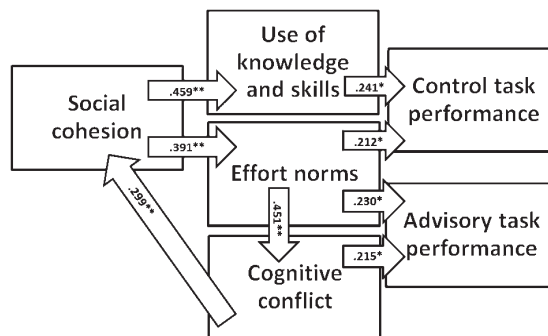 Use of
knowledge
and skills
Social
cohesion
.459**
.241*
Control task
performance
.391**
.212*
Effort norms
.299**
.451**
.230*
Advisory task
performance
.215*
Cognitive
conflict